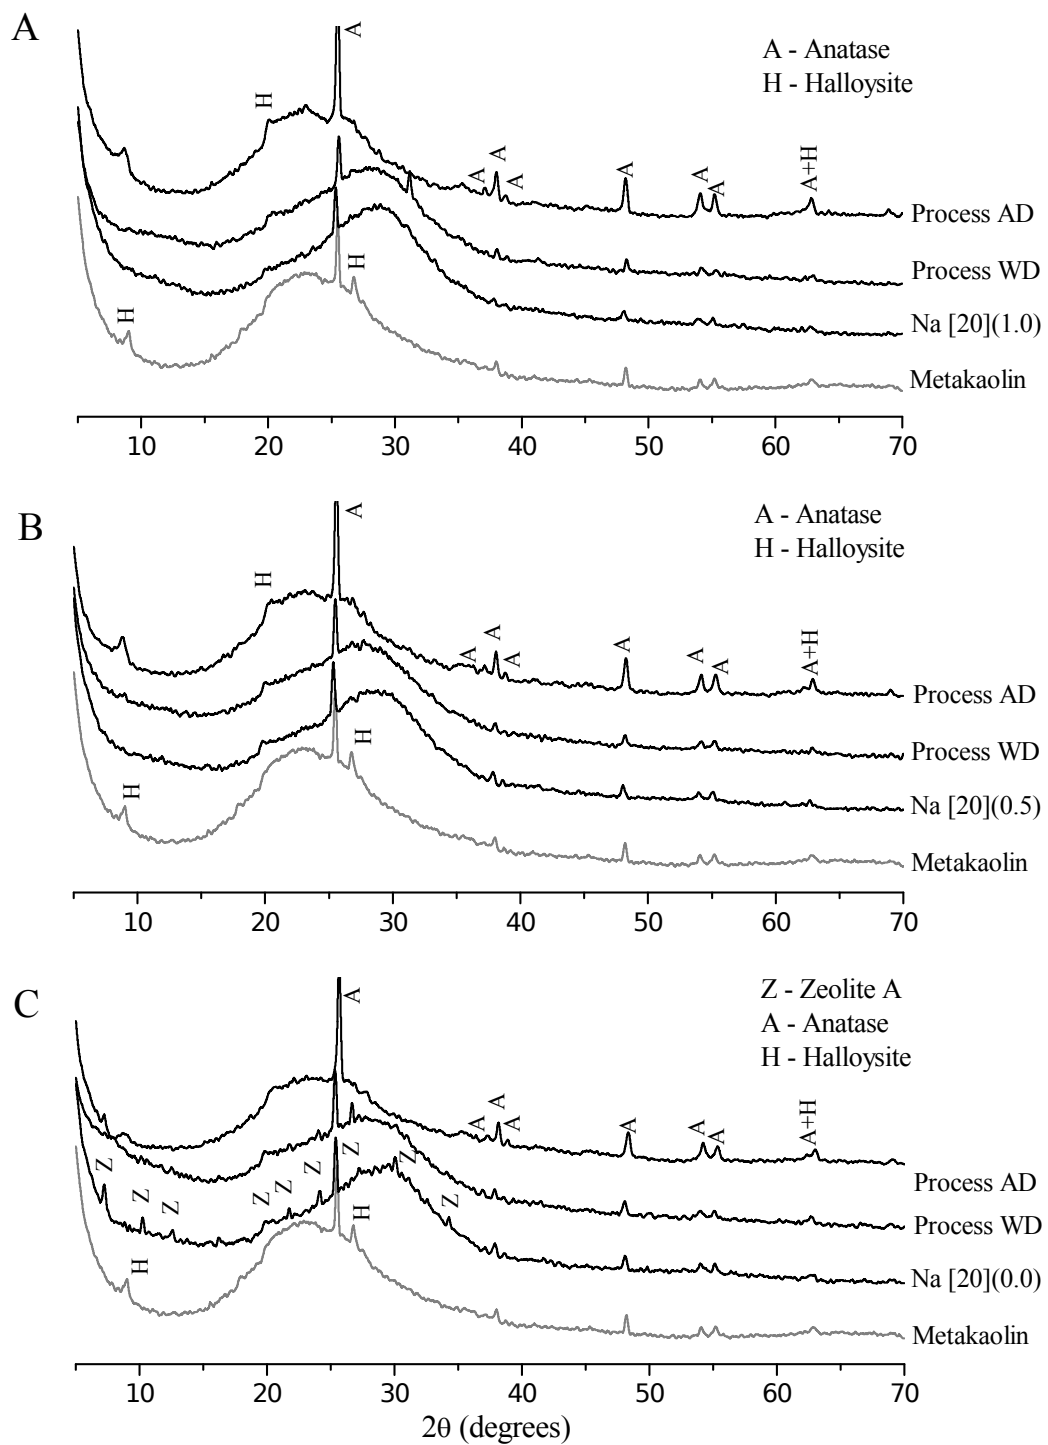 A
A - Anatase
H - Halloysite
A
H
A
A
A
A
A
A
A+H
Process AD
Process WD
H
H
Na [20](1.0)
Metakaolin
10 20 30 40 50 60 70
B
A - Anatase
H - Halloysite
A
H
A
A
A
A
A
A
A+H
Process AD
Process WD
H
H
Na [20](0.5)
Metakaolin
10 20 30 40 50 60 70
C
Z - Zeolite A
A - Anatase
H - Halloysite
A
A
A
A
A
A
A
A+H
Process AD
Z
Z
Z
Z
Z
Z
Z
Z
Z
Process WD
H
H
Na [20](0.0)
Metakaolin
10 20 30 40 50 60 70
2θ (degrees)